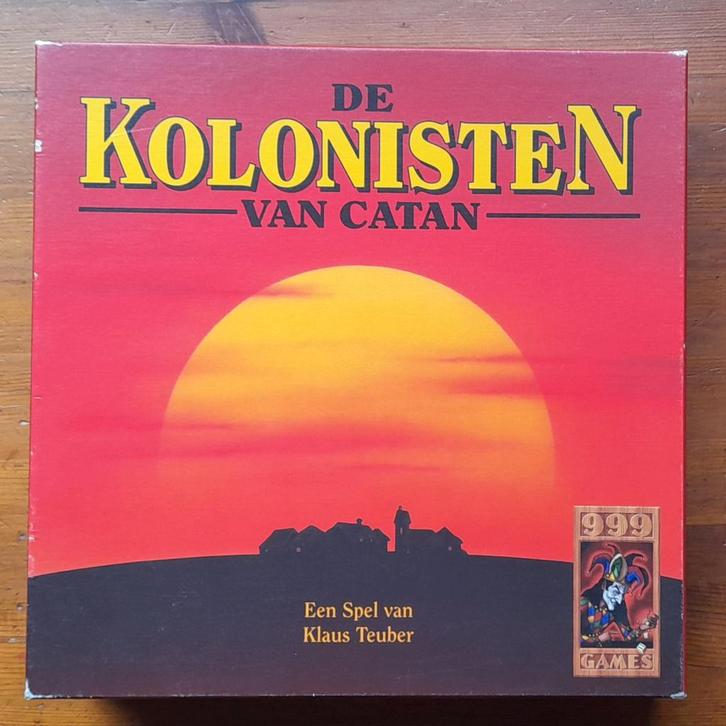 DE
KOLONISTEN
VAN CATAN
Een Spel van
Klaus Teuber
999
GAMES